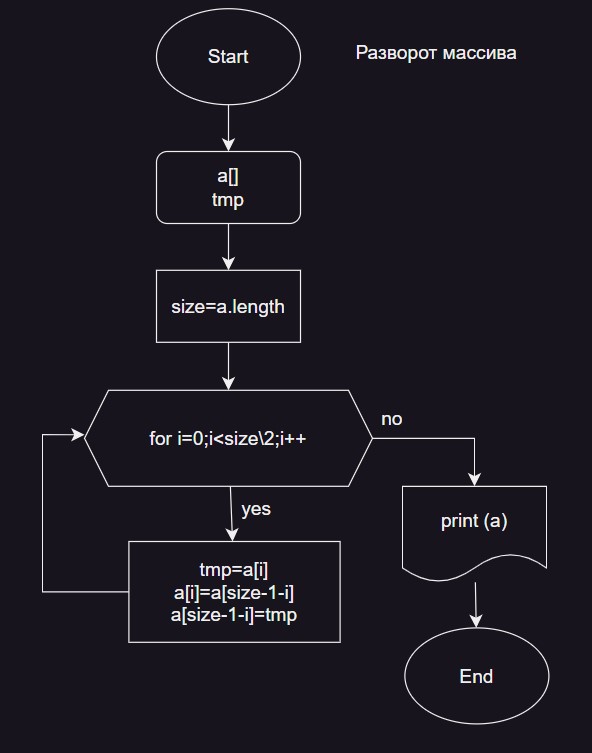 Start
Разворот массива
a[]
tmp
size=a.length
for i=0;i<size\2;i++
no
yes
print (a)
tmp=a[i]
a[i]=a[size-1-i]
a[size-1-i]=tmp
End